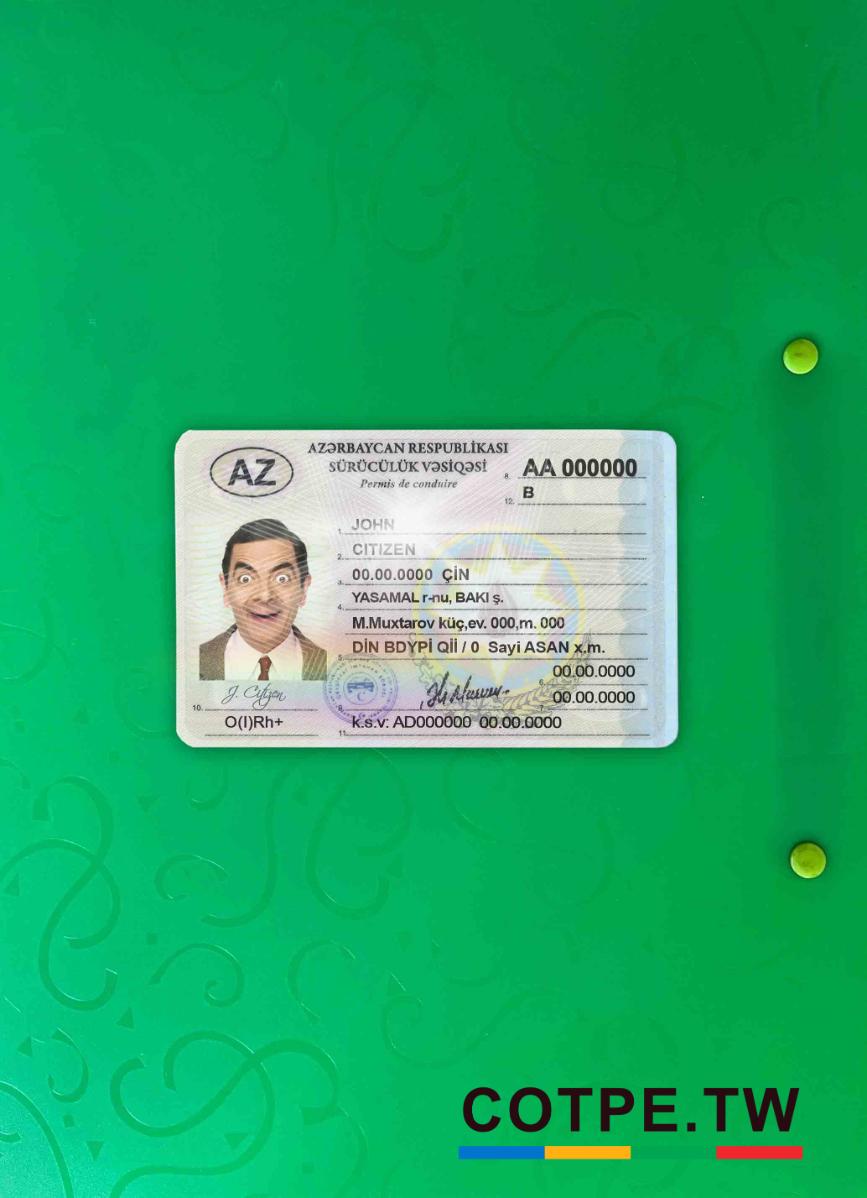 AZ
AZƏRBAYCAN RESPUBLİKASI
SÜRÜCÜLÜK VƏSİQƏSİ
Permis de conduire
8. AA 000000
12. B
1. JOHN
2. CITIZEN
3. 00.00.0000 ÇİN
4. YASAMAL r-nu, BAKI ş.
M.Muxtarov küç,ev. 000,m. 000
5. DİN BDYPİ Qİİ / 0 Sayi ASAN x.m.
6. 00.00.0000
7. 00.00.0000
J. Citizen
10. O(I)Rh+
9.
k.s.v: AD000000 00.00.0000
11.
COTPE.TW